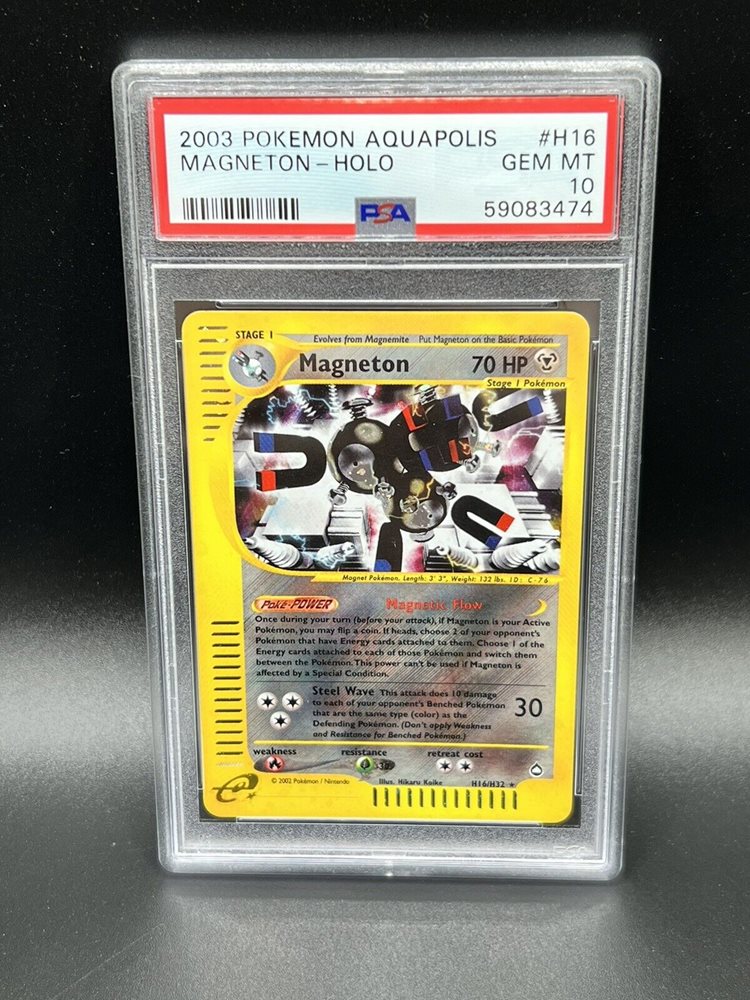 2003 POKEMON AQUAPOLIS #H16
MAGNETON - HOLO GEM MT
10
PSA 59083474
STAGE 1 Evolves from Magnemite Put Magneton on the Basic Pokémon
Magneton 70 HP
Stage 1 Pokémon
Magnet Pokémon. Length: 3' 3", Weight: 132 lbs. ID: C-76
Poké-POWER Magnetic Flow
Once during your turn (before your attack), if Magneton is your Active
Pokémon, you may flip a coin. If heads, choose 2 of your opponent's
Pokémon that have Energy cards attached to them. Choose 1 of the
Energy cards attached to each of those Pokémon and switch them
between the Pokémon. This power can't be used if Magneton is
affected by a Special Condition.
Steel Wave This attack does 10 damage
to each of your opponent's Benched Pokémon
that are the same type (color) as the
Defending Pokémon. (Don't apply Weakness
and Resistance for Benched Pokémon.)
30
weakness resistance retreat cost
-30
© 2002 Pokémon / Nintendo Illus. Hikaru Koike H16/H32 ★
e